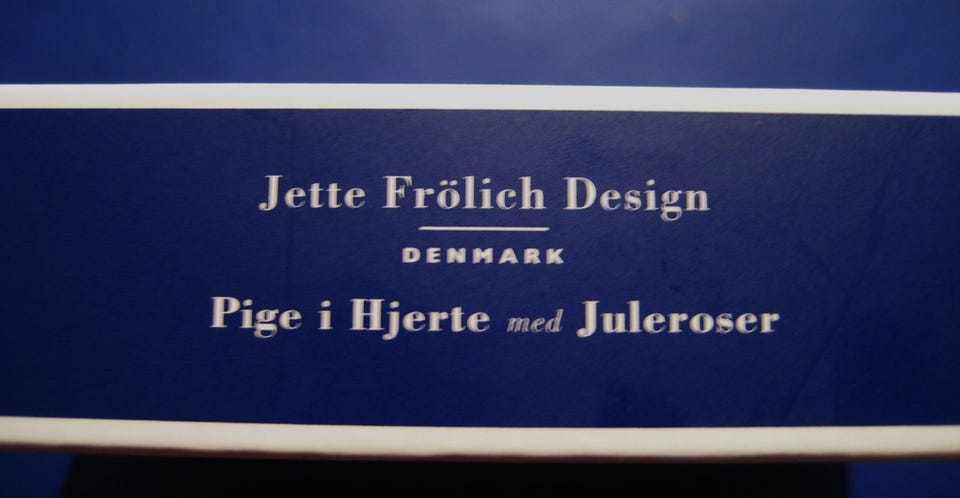 Jette Frölich Design
DENMARK
Pige i Hjerte med Juleroser